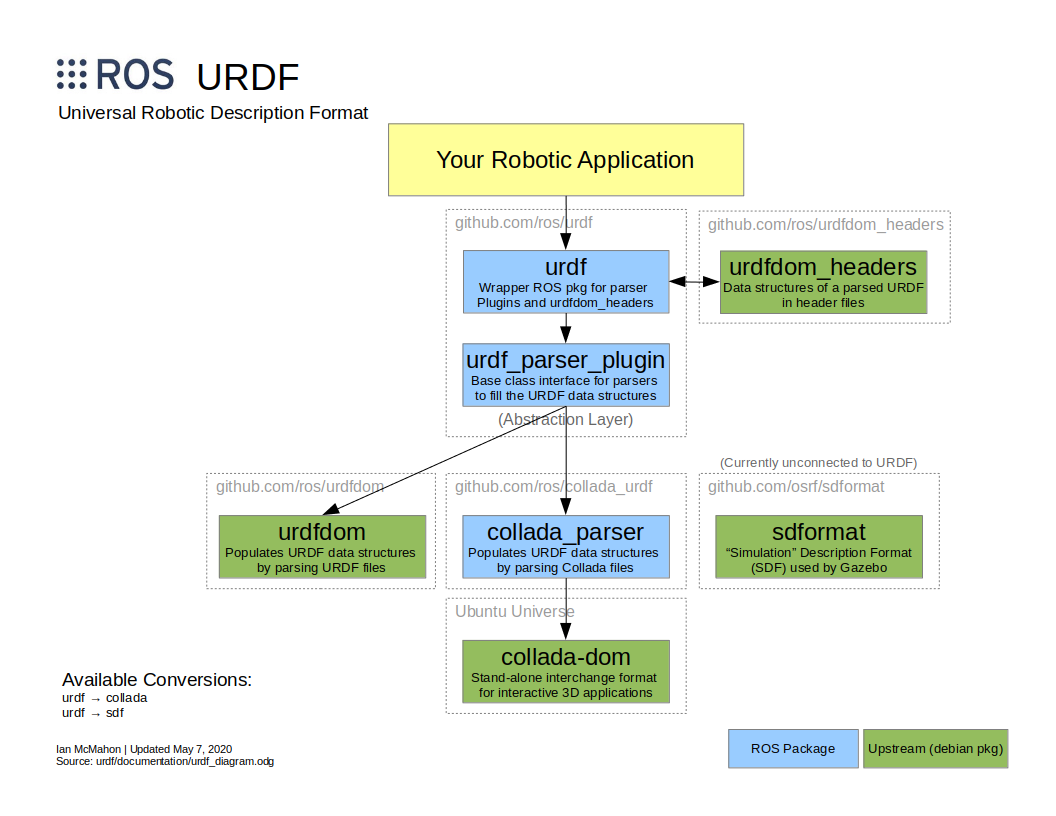 ROS URDF
Universal Robotic Description Format
Your Robotic Application
github.com/ros/urdf
github.com/ros/urdfdom_headers
urdf
Wrapper ROS pkg for parser
Plugins and urdfdom_headers
urdfdom_headers
Data structures of a parsed URDF
in header files
urdf_parser_plugin
Base class interface for parsers
to fill the URDF data structures
(Abstraction Layer)
(Currently unconnected to URDF)
github.com/ros/urdfdom
github.com/ros/collada_urdf
github.com/osrf/sdformat
urdfdom
Populates URDF data structures
by parsing URDF files
collada_parser
Populates URDF data structures
by parsing Collada files
sdformat
“Simulation” Description Format
(SDF) used by Gazebo
Ubuntu Universe
collada-dom
Stand-alone interchange format
for interactive 3D applications
Available Conversions:
urdf → collada
urdf → sdf
Ian McMahon | Updated May 7, 2020
Source: urdf/documentation/urdf_diagram.odg
ROS Package
Upstream (debian pkg)